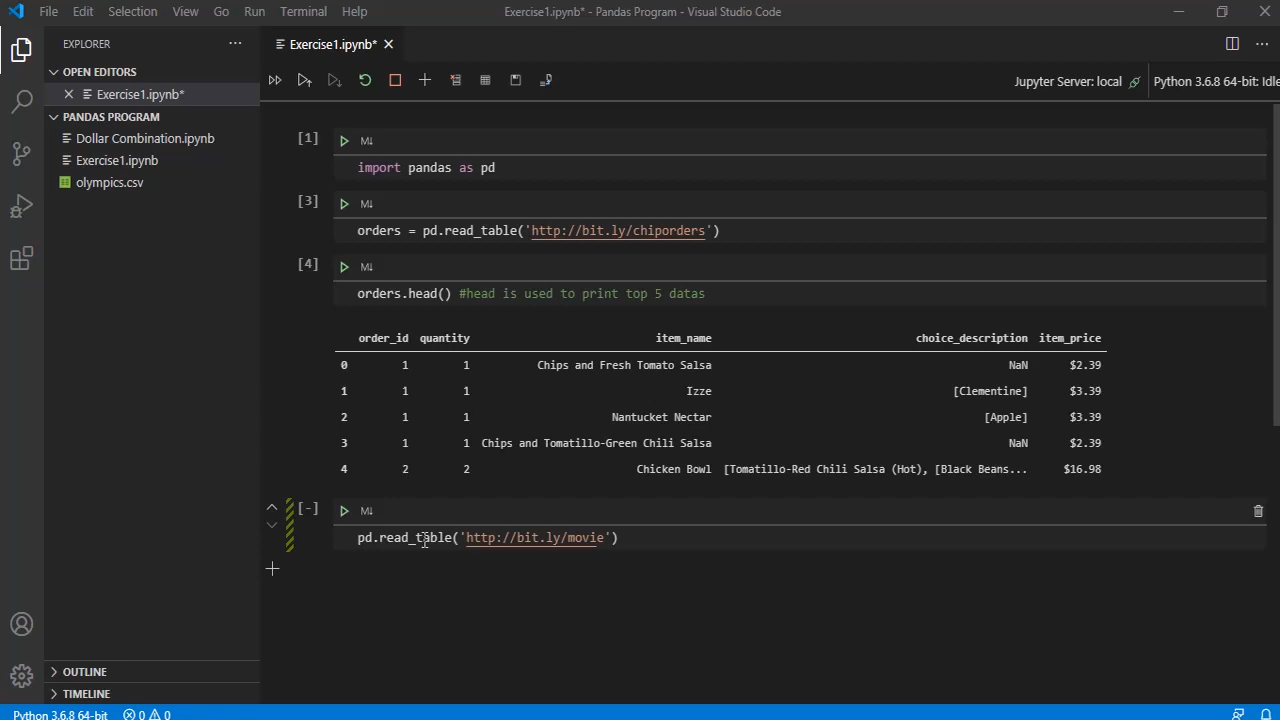 File Edit Selection View Go Run Terminal Help Exercise1.ipynb* - Pandas Program - Visual Studio Code
EXPLORER
Exercise1.ipynb*
OPEN EDITORS
Exercise1.ipynb*
PANDAS PROGRAM
Dollar Combination.ipynb
Exercise1.ipynb
olympics.csv
Jupyter Server: local Python 3.6.8 64-bit: Idle
[1] M↓
import pandas as pd
[3] M↓
orders = pd.read_table('http://bit.ly/chiporders')
[4] M↓
orders.head() #head is used to print top 5 datas
order_id quantity item_name choice_description item_price
0 1 1 Chips and Fresh Tomato Salsa NaN $2.39
1 1 1 Izze [Clementine] $3.39
2 1 1 Nantucket Nectar [Apple] $3.39
3 1 1 Chips and Tomatillo-Green Chili Salsa NaN $2.39
4 2 2 Chicken Bowl [Tomatillo-Red Chili Salsa (Hot), [Black Beans... $16.98
[-] M↓
pd.read_table('http://bit.ly/movie')
OUTLINE
TIMELINE
Python 3.6.8 64-bit 0 0